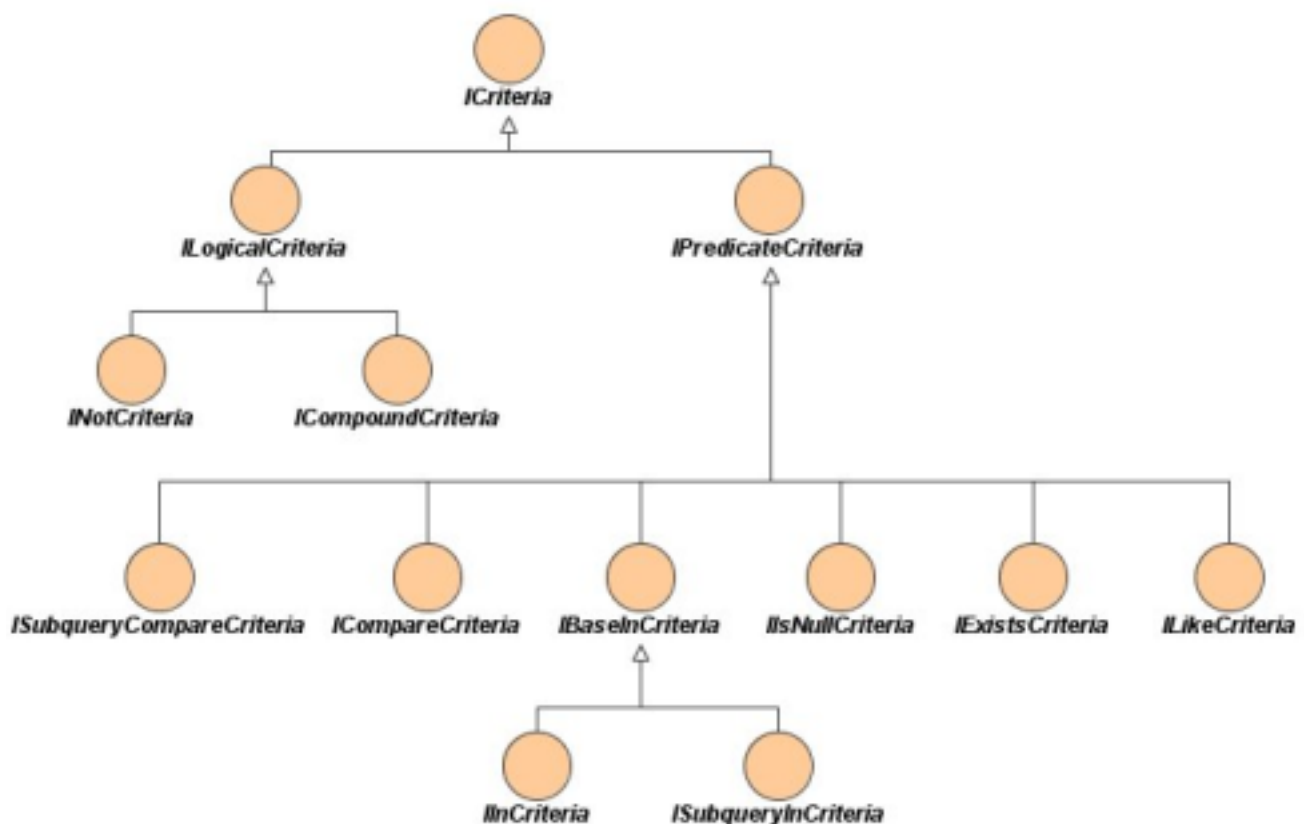 ICriteria
ILogicalCriteria IPredicateCriteria
INotCriteria ICompoundCriteria
ISubqueryCompareCriteria ICompareCriteria IBaseInCriteria IIsNullCriteria IExistsCriteria ILikeCriteria
IInCriteria ISubqueryInCriteria